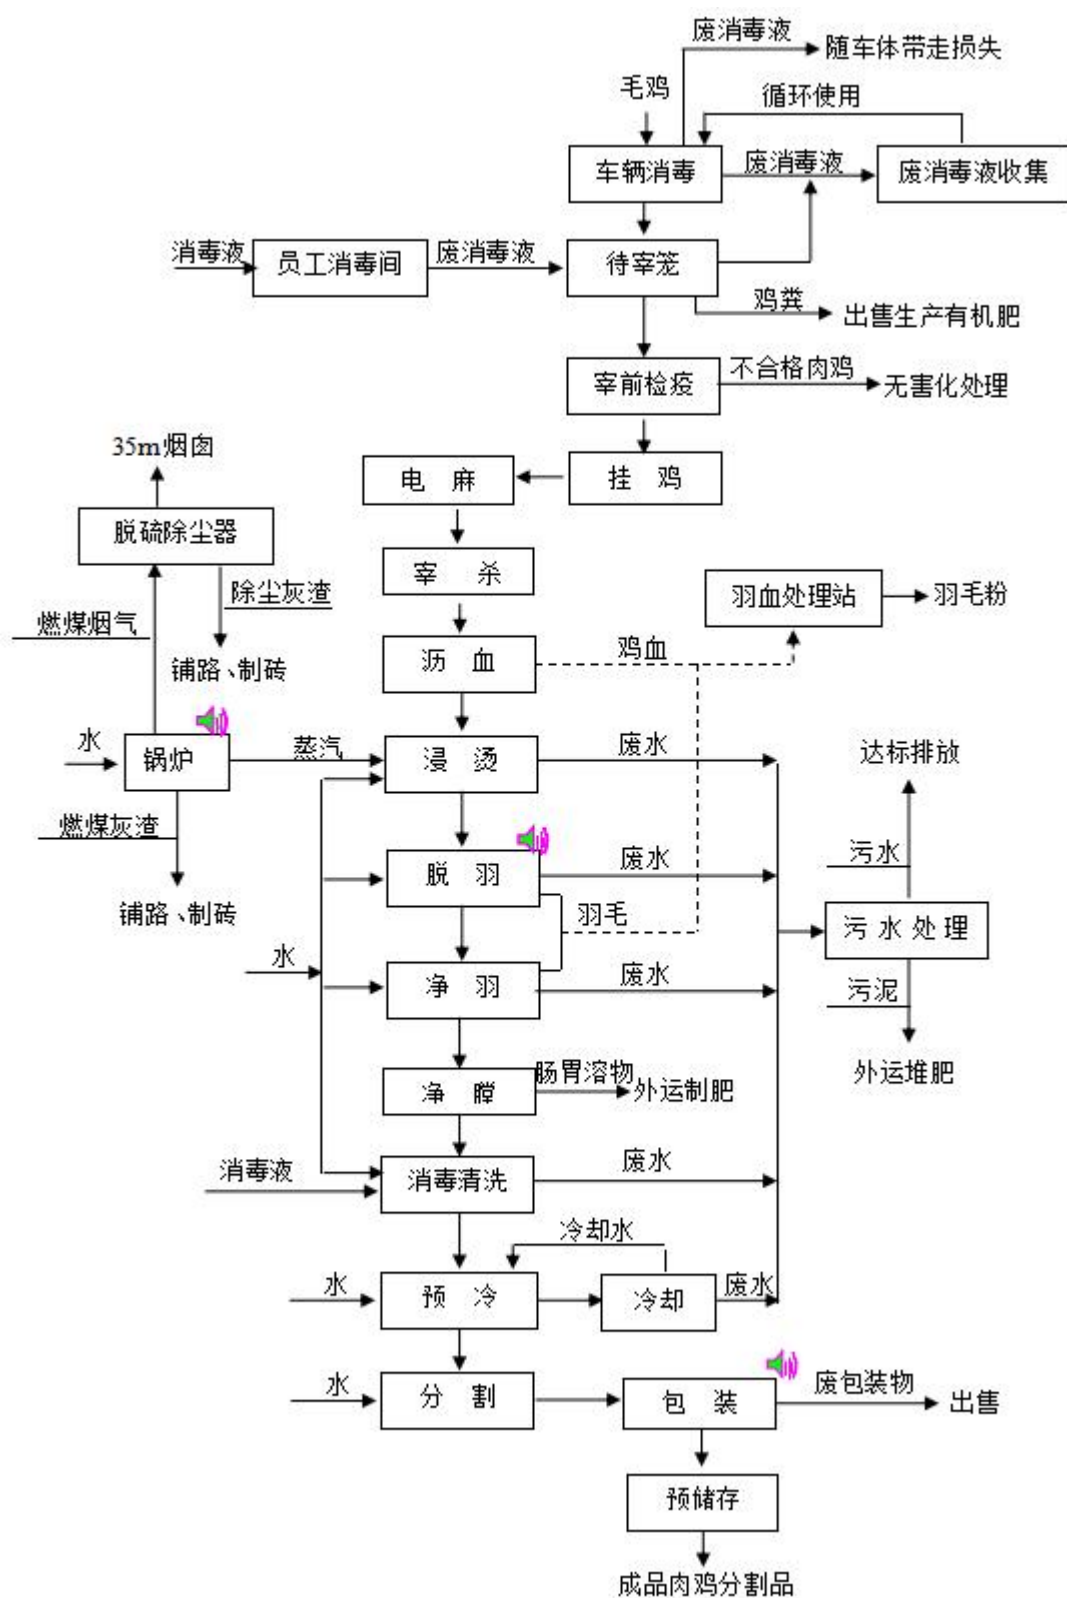 废消毒液
随车体带走损失
毛鸡
循环使用
车辆消毒
废消毒液
废消毒液收集
消毒液
员工消毒间
废消毒液
待宰笼
鸡粪
出售生产有机肥
宰前检疫
不合格肉鸡
无害化处理
35m烟囱
电 麻
挂 鸡
脱硫除尘器
宰 杀
除尘灰渣
羽血处理站
羽毛粉
燃煤烟气
铺路、制砖
沥 血
鸡血
水
锅炉
蒸汽
浸 烫
废水
达标排放
燃煤灰渣
脱 羽
废水
污水
铺路、制砖
羽毛
污水处理
水
净 羽
废水
污泥
净 膛
肠胃溶物
外运制肥
外运堆肥
消毒液
消毒清洗
废水
冷却水
水
预 冷
冷却
废水
水
分 割
包 装
废包装物
出售
预储存
成品肉鸡分割品